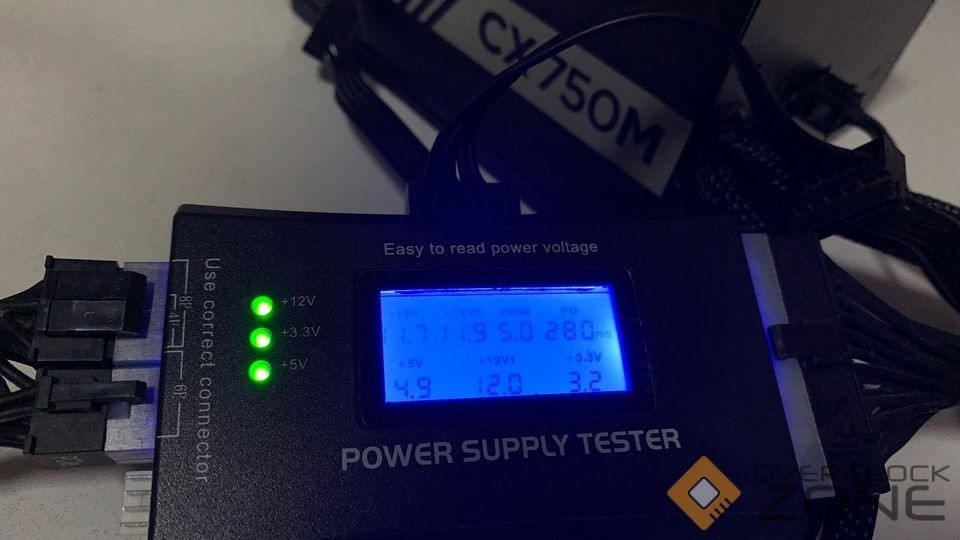 CX750M
Easy to read power voltage
Use correct connector
8P
4P
6P
+12V
+3.3V
+5V
+12V +12V2 5VSB PG
11.7 11.9 5.0 280ms
+5V +12V1 +3.3V
4.9 12.0 3.2
POWER SUPPLY TESTER
OVERCLOCK
ZONE